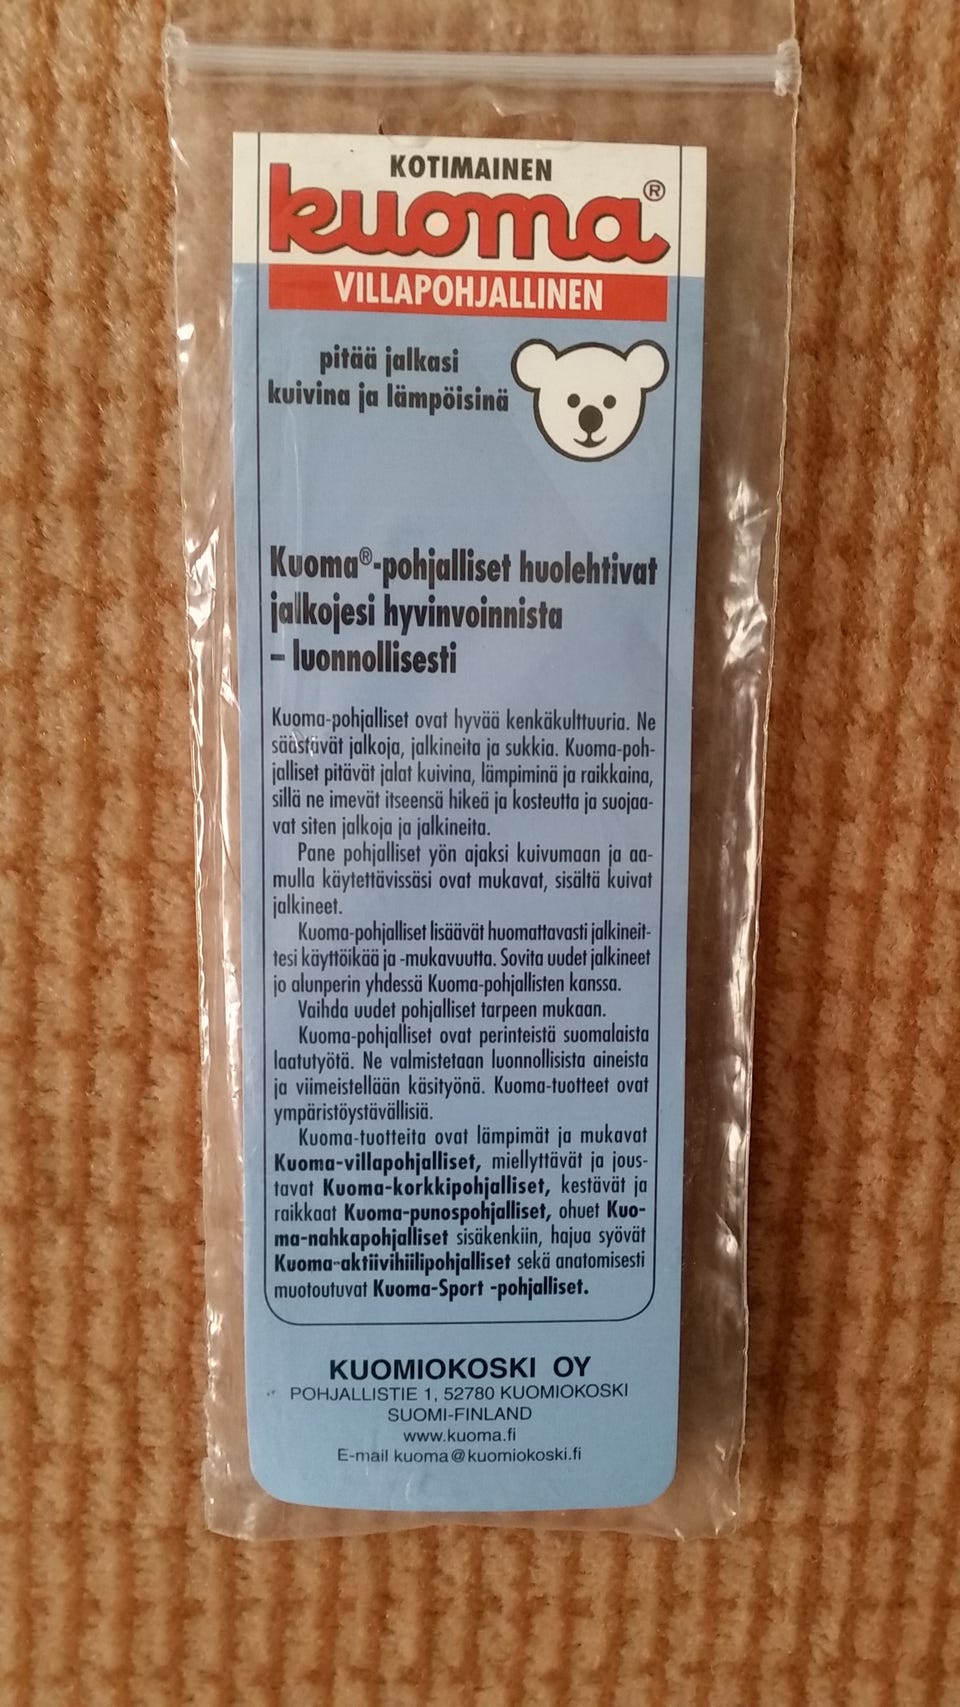 KOTIMAINEN
kuoma®
VILLAPOHJALLINEN
pitää jalkasi
kuivina ja lämpöisinä
Kuoma®-pohjalliset huolehtivat
jalkojesi hyvinvoinnista
– luonnollisesti
Kuoma-pohjalliset ovat hyvää kenkäkulttuuria. Ne
säästävät jalkoja, jalkineita ja sukkia. Kuoma-poh-
jalliset pitävät jalat kuivina, lämpiminä ja raikkaina,
sillä ne imevät itseensä hikeä ja kosteutta ja suojaa-
vat siten jalkoja ja jalkineita.
Pane pohjalliset yön ajaksi kuivumaan ja aa-
mulla käytettävissäsi ovat mukavat, sisältä kuivat
jalkineet.
Kuoma-pohjalliset lisäävät huomattavasti jalkineit-
tesi käyttöikää ja -mukavuutta. Sovita uudet jalkineet
jo alunperin yhdessä Kuoma-pohjallisten kanssa.
Vaihda uudet pohjalliset tarpeen mukaan.
Kuoma-pohjalliset ovat perinteistä suomalaista
laatutyötä. Ne valmistetaan luonnollisista aineista
ja viimeistellään käsityönä. Kuoma-tuotteet ovat
ympäristöystävällisiä.
Kuoma-tuotteita ovat lämpimät ja mukavat
Kuoma-villapohjalliset, miellyttävät ja jous-
tavat Kuoma-korkkipohjalliset, kestävät ja
raikkaat Kuoma-punospohjalliset, ohuet Kuo-
ma-nahkapohjalliset sisäkenkiin, hajua syövät
Kuoma-aktiivihiilipohjalliset sekä anatomisesti
muotoutuvat Kuoma-Sport -pohjalliset.
KUOMIOKOSKI OY
POHJALLISTIE 1, 52780 KUOMIOKOSKI
SUOMI-FINLAND
www.kuoma.fi
E-mail kuoma@kuomiokoski.fi